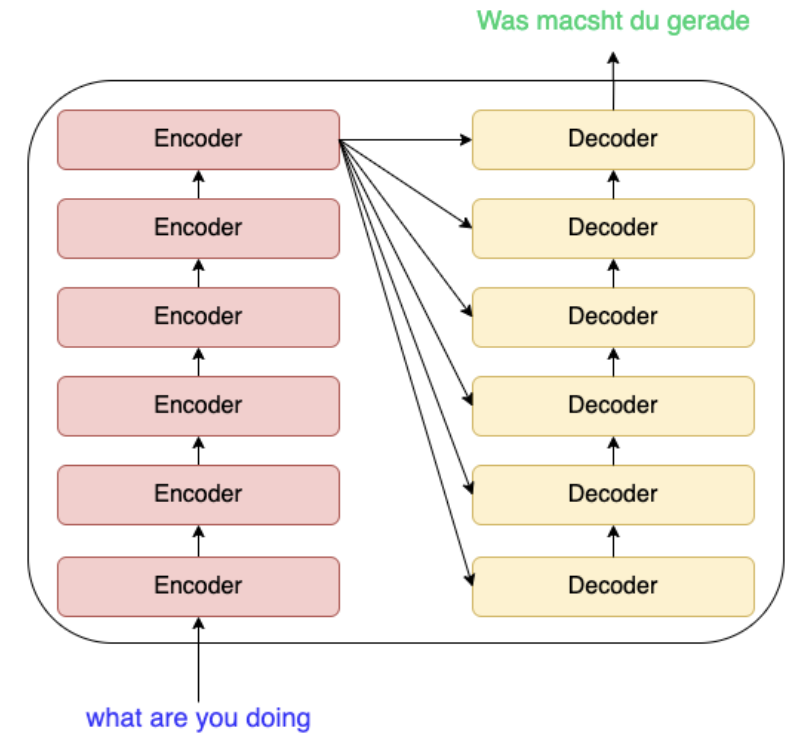 Was macsht du gerade
Encoder
Decoder
Encoder
Decoder
Encoder
Decoder
Encoder
Decoder
Encoder
Decoder
Encoder
Decoder
what are you doing